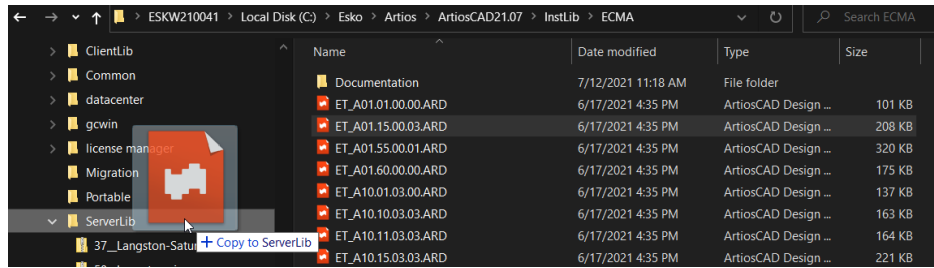 ESKW210041 > Local Disk (C:) > Esko > Artios > ArtiosCAD21.07 > InstLib > ECMA Search ECMA
Name Date modified Type Size
ClientLib
Common
datacenter
gcwin
license manager
Migration
Portable
ServerLib
37__Langston-Satur
+ Copy to ServerLib
Documentation 7/12/2021 11:18 AM File folder
ET_A01.01.00.00.ARD 6/17/2021 4:35 PM ArtiosCAD Design ... 101 KB
ET_A01.15.00.03.ARD 6/17/2021 4:35 PM ArtiosCAD Design ... 208 KB
ET_A01.55.00.01.ARD 6/17/2021 4:35 PM ArtiosCAD Design ... 320 KB
ET_A01.60.00.00.ARD 6/17/2021 4:35 PM ArtiosCAD Design ... 175 KB
ET_A10.01.03.00.ARD 6/17/2021 4:35 PM ArtiosCAD Design ... 137 KB
ET_A10.10.03.03.ARD 6/17/2021 4:35 PM ArtiosCAD Design ... 163 KB
ET_A10.11.03.03.ARD 6/17/2021 4:35 PM ArtiosCAD Design ... 164 KB
ET_A10.15.03.03.ARD 6/17/2021 4:35 PM ArtiosCAD Design ... 221 KB